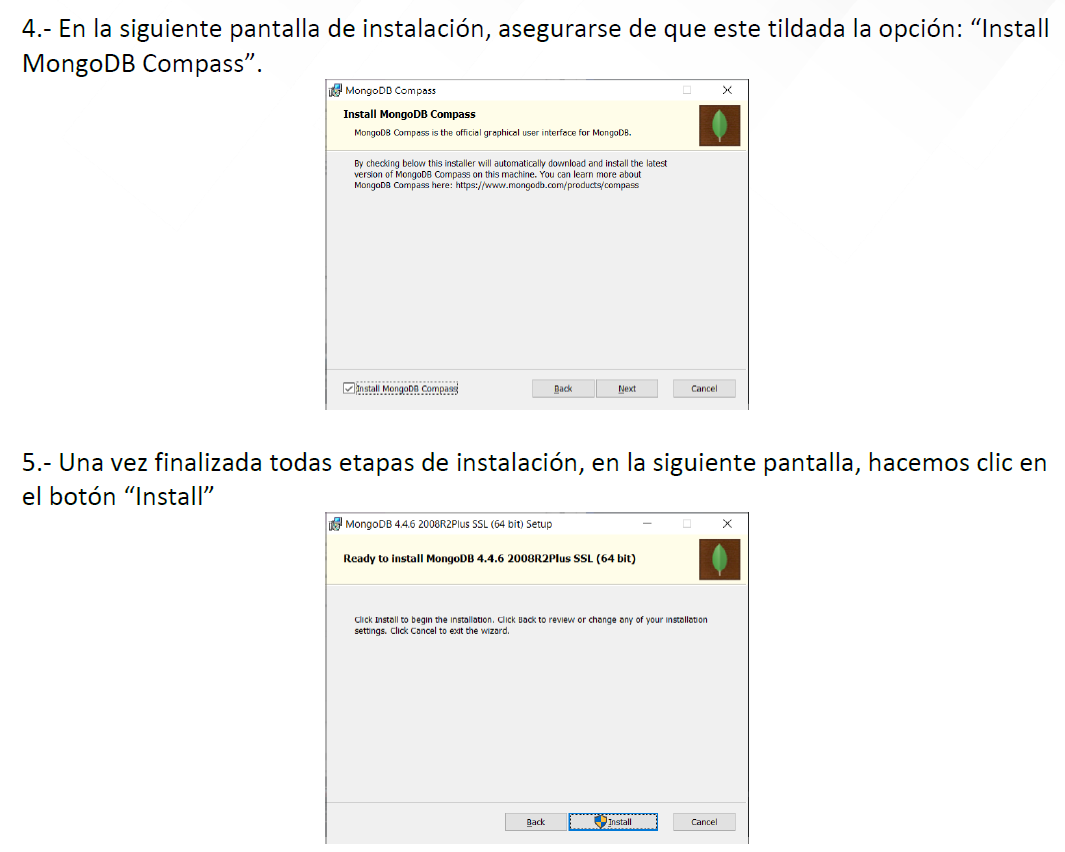 4.- En la siguiente pantalla de instalación, asegurarse de que este tildada la opción: “Install
MongoDB Compass”.
MongoDB Compass
Install MongoDB Compass
MongoDB Compass is the official graphical user interface for MongoDB.
By checking below this installer will automatically download and install the latest
version of MongoDB Compass on this machine. You can learn more about
MongoDB Compass here: https://www.mongodb.com/products/compass
Install MongoDB Compass
Back
Next
Cancel
5.- Una vez finalizada todas etapas de instalación, en la siguiente pantalla, hacemos clic en
el botón “Install”
MongoDB 4.4.6 2008R2Plus SSL (64 bit) Setup
Ready to install MongoDB 4.4.6 2008R2Plus SSL (64 bit)
Click Install to begin the installation. Click Back to review or change any of your installation
settings. Click Cancel to exit the wizard.
Back
Install
Cancel